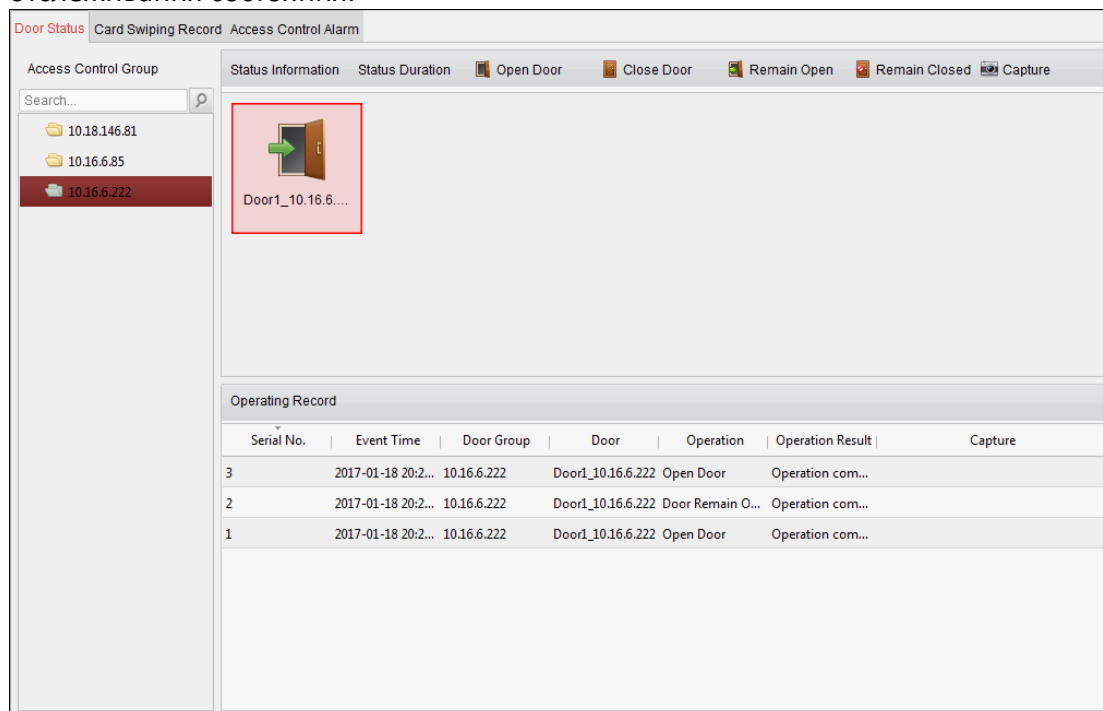 Door Status Card Swiping Record Access Control Alarm
Access Control Group
Search...
10.18.146.81
10.16.6.85
10.16.6.222
Status Information Status Duration Open Door Close Door Remain Open Remain Closed Capture
Door1_10.16.6....
Operating Record
Serial No. Event Time Door Group Door Operation Operation Result Capture
3 2017-01-18 20:2... 10.16.6.222 Door1_10.16.6.222 Open Door Operation com...
2 2017-01-18 20:2... 10.16.6.222 Door1_10.16.6.222 Door Remain O... Operation com...
1 2017-01-18 20:2... 10.16.6.222 Door1_10.16.6.222 Open Door Operation com...